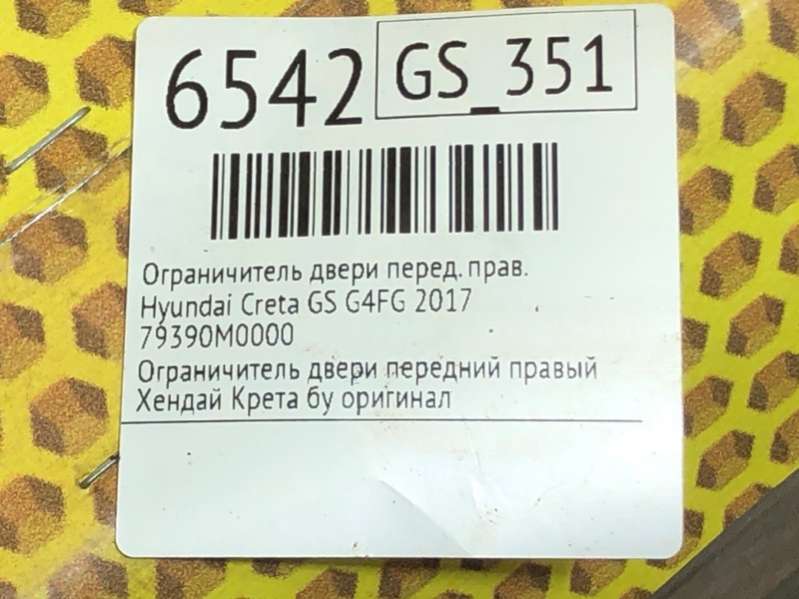 6542 GS_351
Ограничитель двери перед. прав.
Hyundai Creta GS G4FG 2017
79390M0000
Ограничитель двери передний правый
Хендай Крета бу оригинал